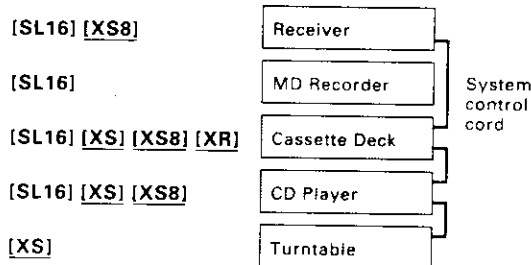 [SL16] [XS8] Receiver
[SL16] MD Recorder
System
control
cord
[SL16] [XS] [XS8] [XR] Cassette Deck
[SL16] [XS] [XS8] CD Player
[XS] Turntable